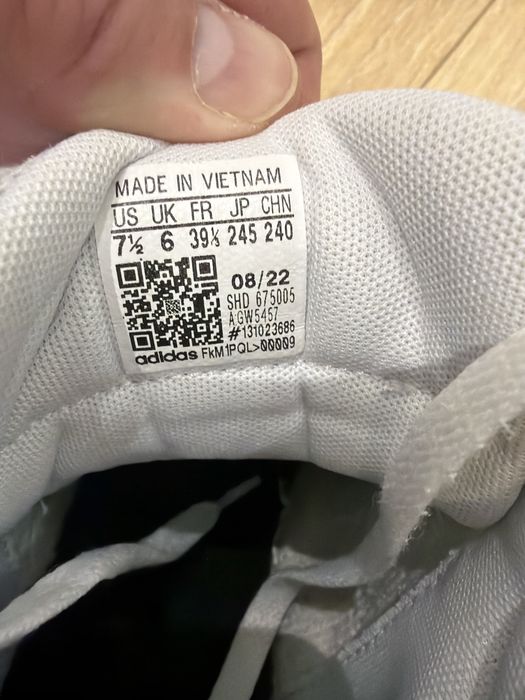 MADE IN VIETNAM
US UK FR JP CHN
7½ 6 39⅓ 245 240
08/22
SHD 675005
AGW5457
#131023686
adidas FkM1PQL>00009